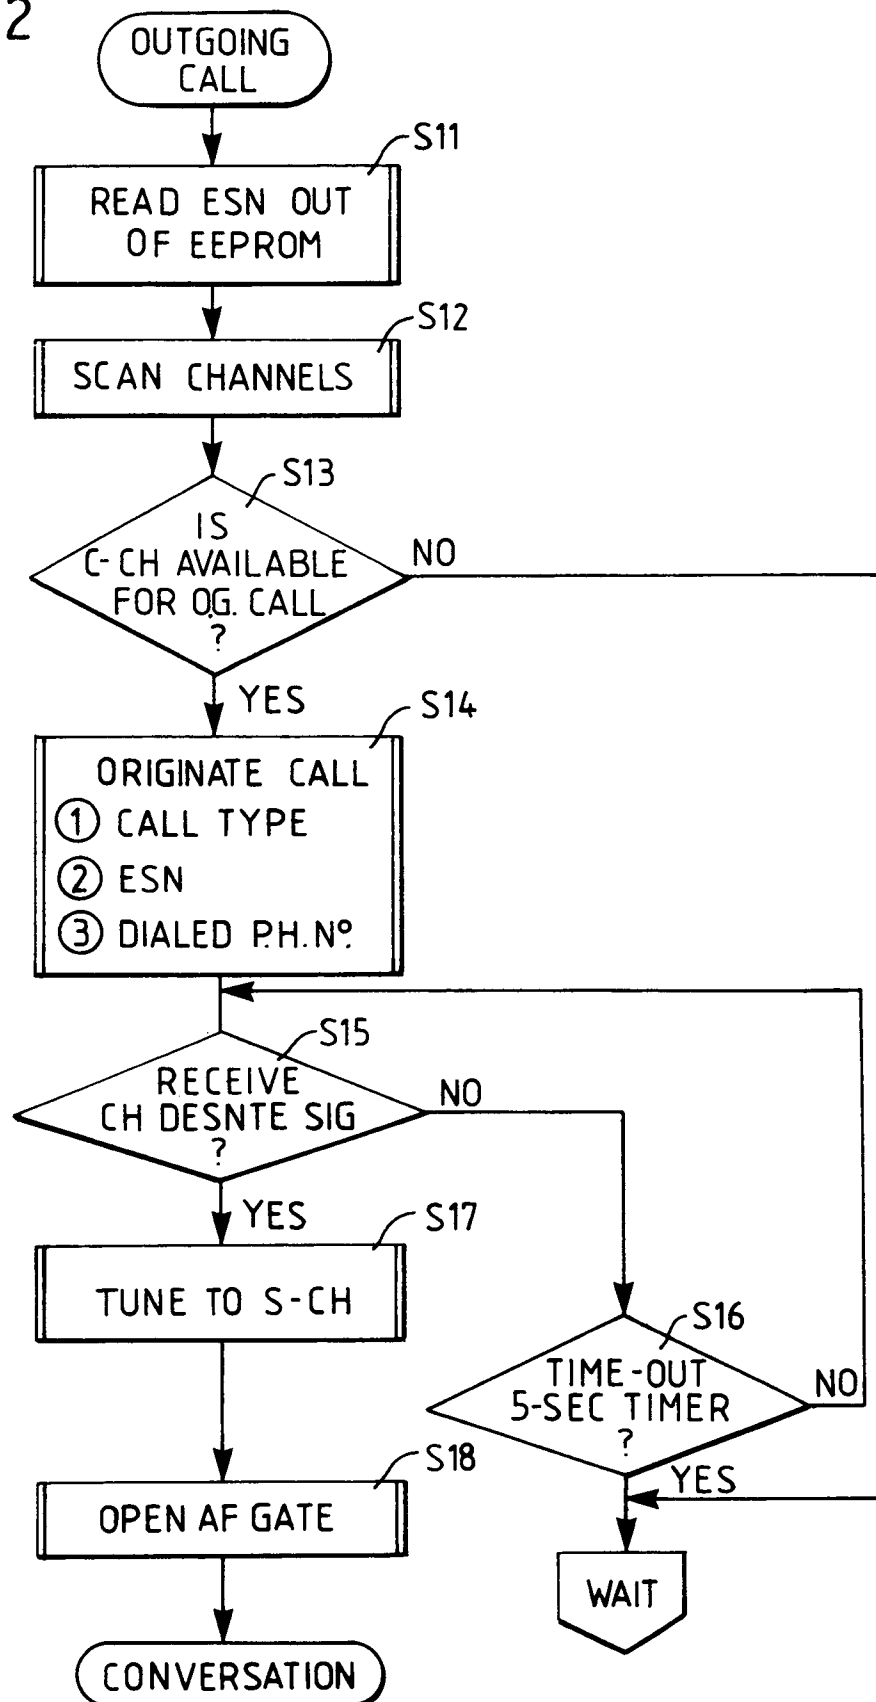 2
OUTGOING
CALL
S11
READ ESN OUT
OF EEPROM
S12
SCAN CHANNELS
S13
IS
C-CH AVAILABLE
FOR O.G. CALL
?
NO
YES
S14
ORIGINATE CALL
① CALL TYPE
② ESN
③ DIALED P.H. Nº.
S15
RECEIVE
CH DESNTE SIG
?
NO
YES
S17
TUNE TO S-CH
S16
TIME-OUT
5-SEC TIMER
?
NO
YES
S18
OPEN AF GATE
WAIT
CONVERSATION